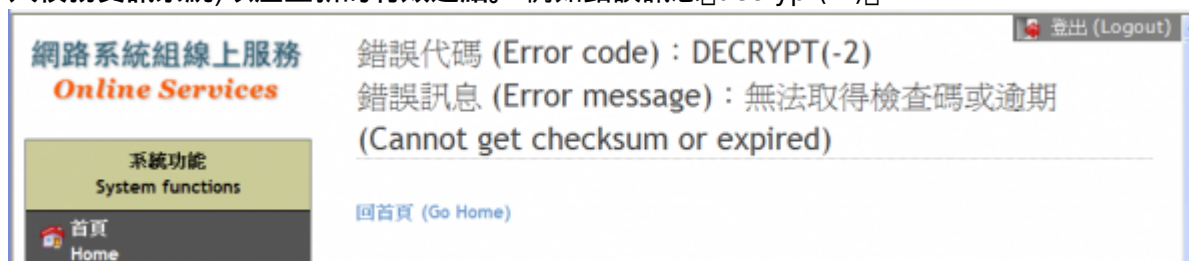 登出 (Logout)
網路系統組線上服務
Online Services
錯誤代碼 (Error code)：DECRYPT(-2)
錯誤訊息 (Error message)：無法取得檢查碼或逾期
(Cannot get checksum or expired)
系統功能
System functions
首頁
Home
回首頁 (Go Home)